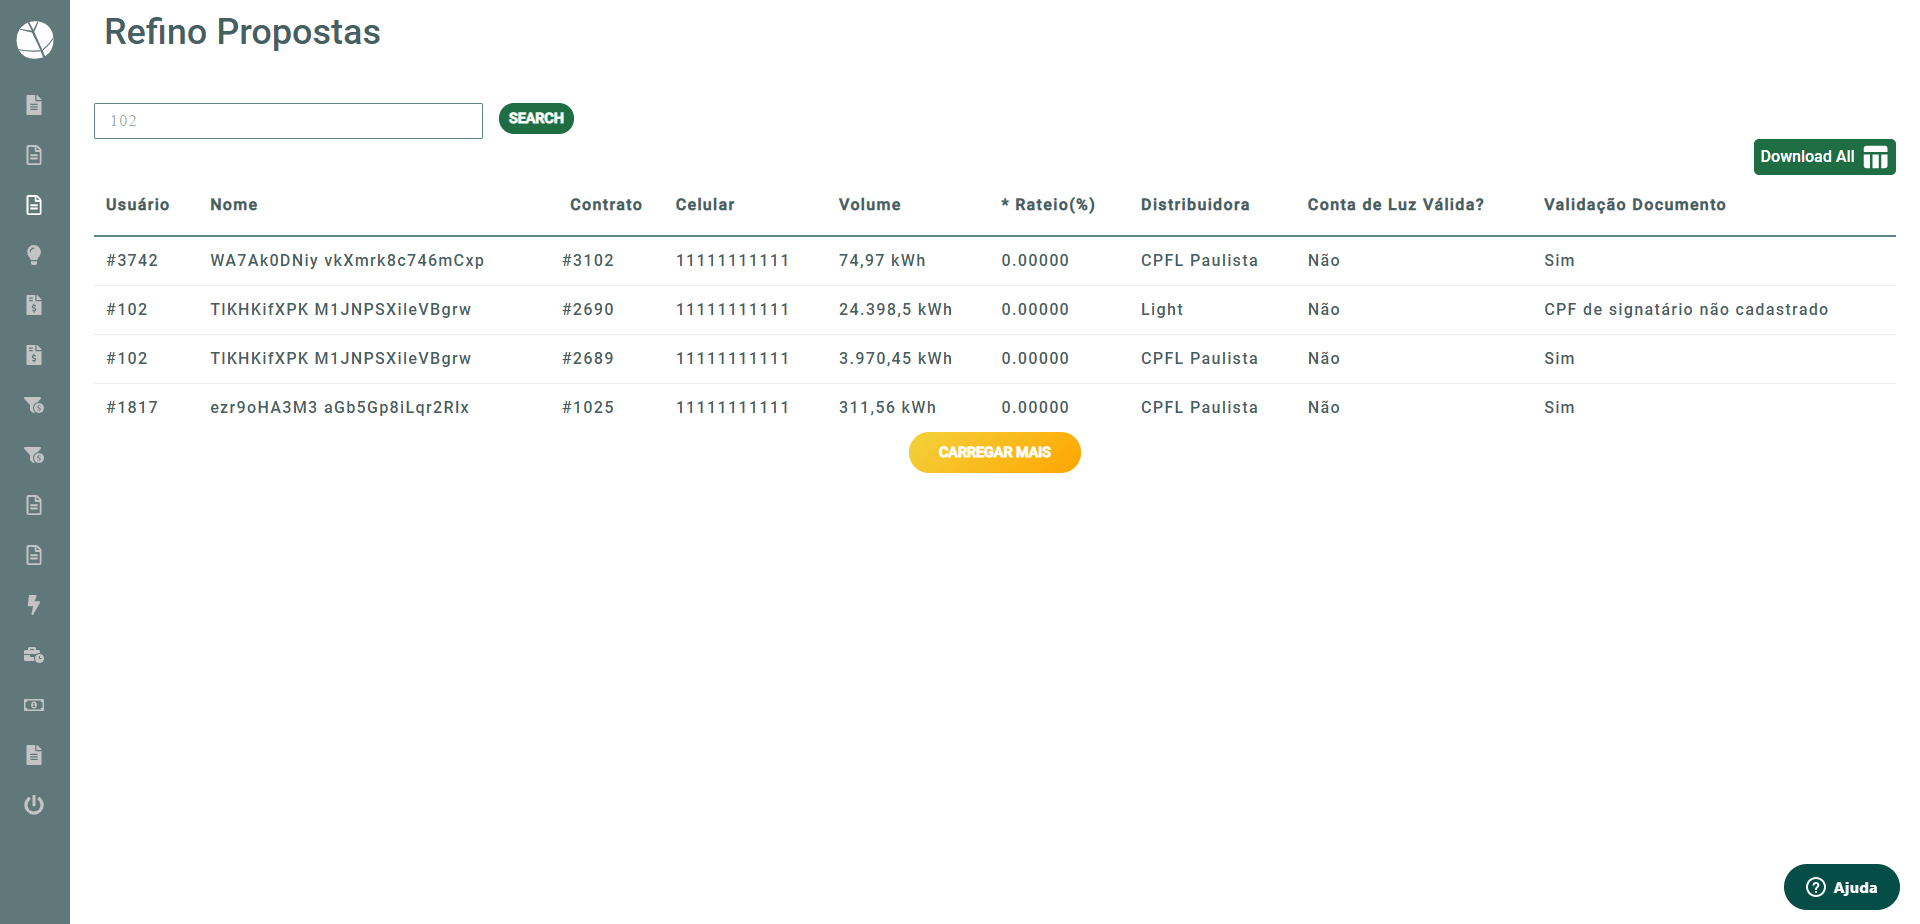 Refino Propostas
102
SEARCH
Download All
Usuário Nome Contrato Celular Volume * Rateio(%) Distribuidora Conta de Luz Válida? Validação Documento
#3742 WA7Ak0DNiy vkXmrk8c746mCxp #3102 11111111111 74,97 kWh 0.00000 CPFL Paulista Não Sim
#102 TIKHKifXPK M1JNPSXileVBgrw #2690 11111111111 24.398,5 kWh 0.00000 Light Não CPF de signatário não cadastrado
#102 TIKHKifXPK M1JNPSXileVBgrw #2689 11111111111 3.970,45 kWh 0.00000 CPFL Paulista Não Sim
#1817 ezr9oHA3M3 aGb5Gp8iLqr2RIx #1025 11111111111 311,56 kWh 0.00000 CPFL Paulista Não Sim
CARREGAR MAIS
Ajuda